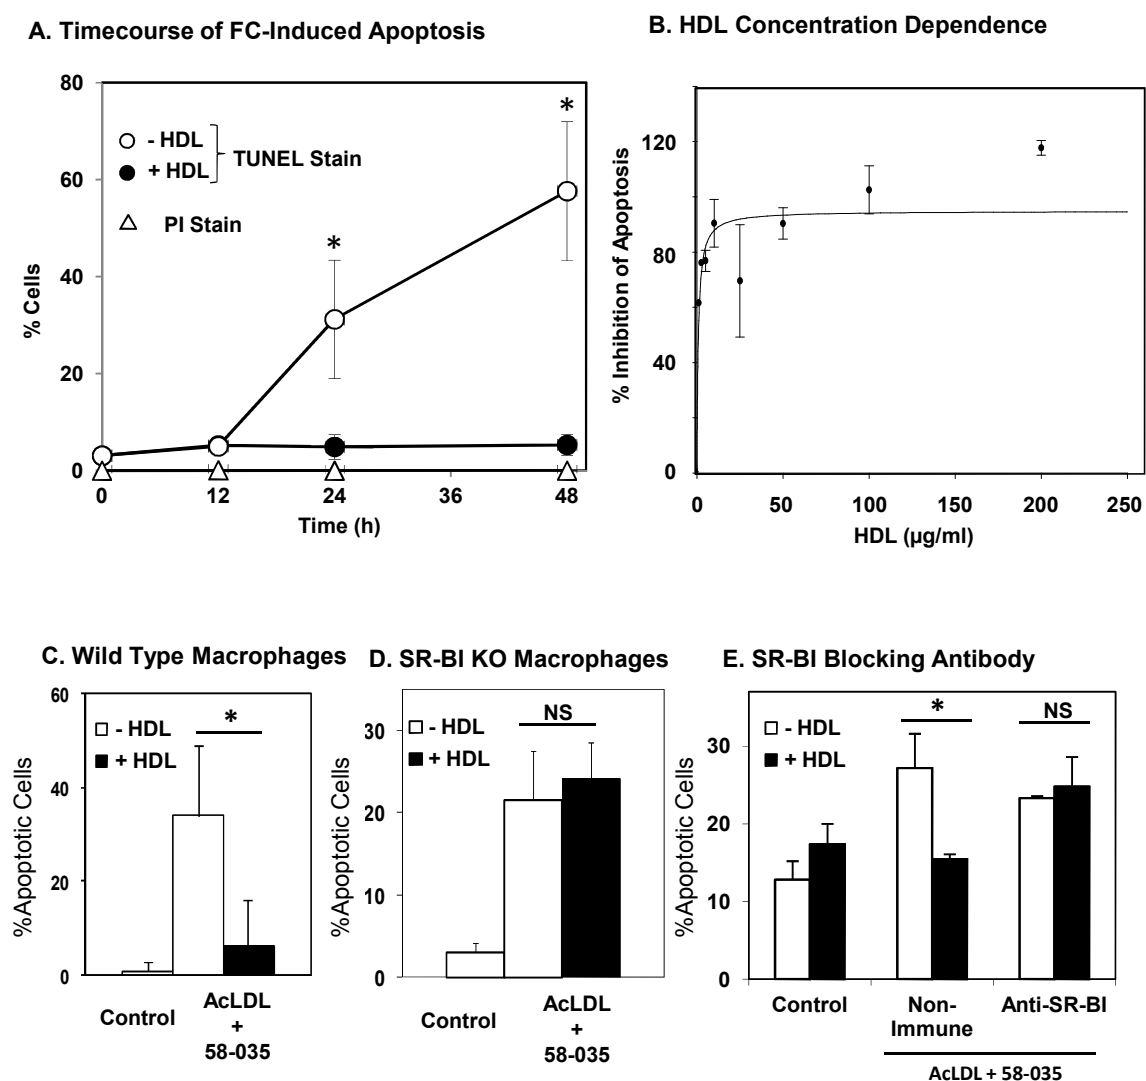 A. Timecourse of FC-Induced Apoptosis
80
60
40
20
0
% Cells
- HDL
+ HDL
TUNEL Stain
PI Stain
*
*
0 12 24 36 48
Time (h)
B. HDL Concentration Dependence
120
80
40
0
% Inhibition of Apoptosis
0 50 100 150 200 250
HDL (µg/ml)
C. Wild Type Macrophages
60
40
20
0
%Apoptotic Cells
- HDL
+ HDL
*
Control
AcLDL
+
58-035
D. SR-BI KO Macrophages
30
20
10
0
%Apoptotic Cells
- HDL
+ HDL
NS
Control
AcLDL
+
58-035
E. SR-BI Blocking Antibody
30
20
10
0
%Apoptotic Cells
- HDL
+ HDL
*
NS
Control
Non-
Immune
Anti-SR-BI
AcLDL + 58-035